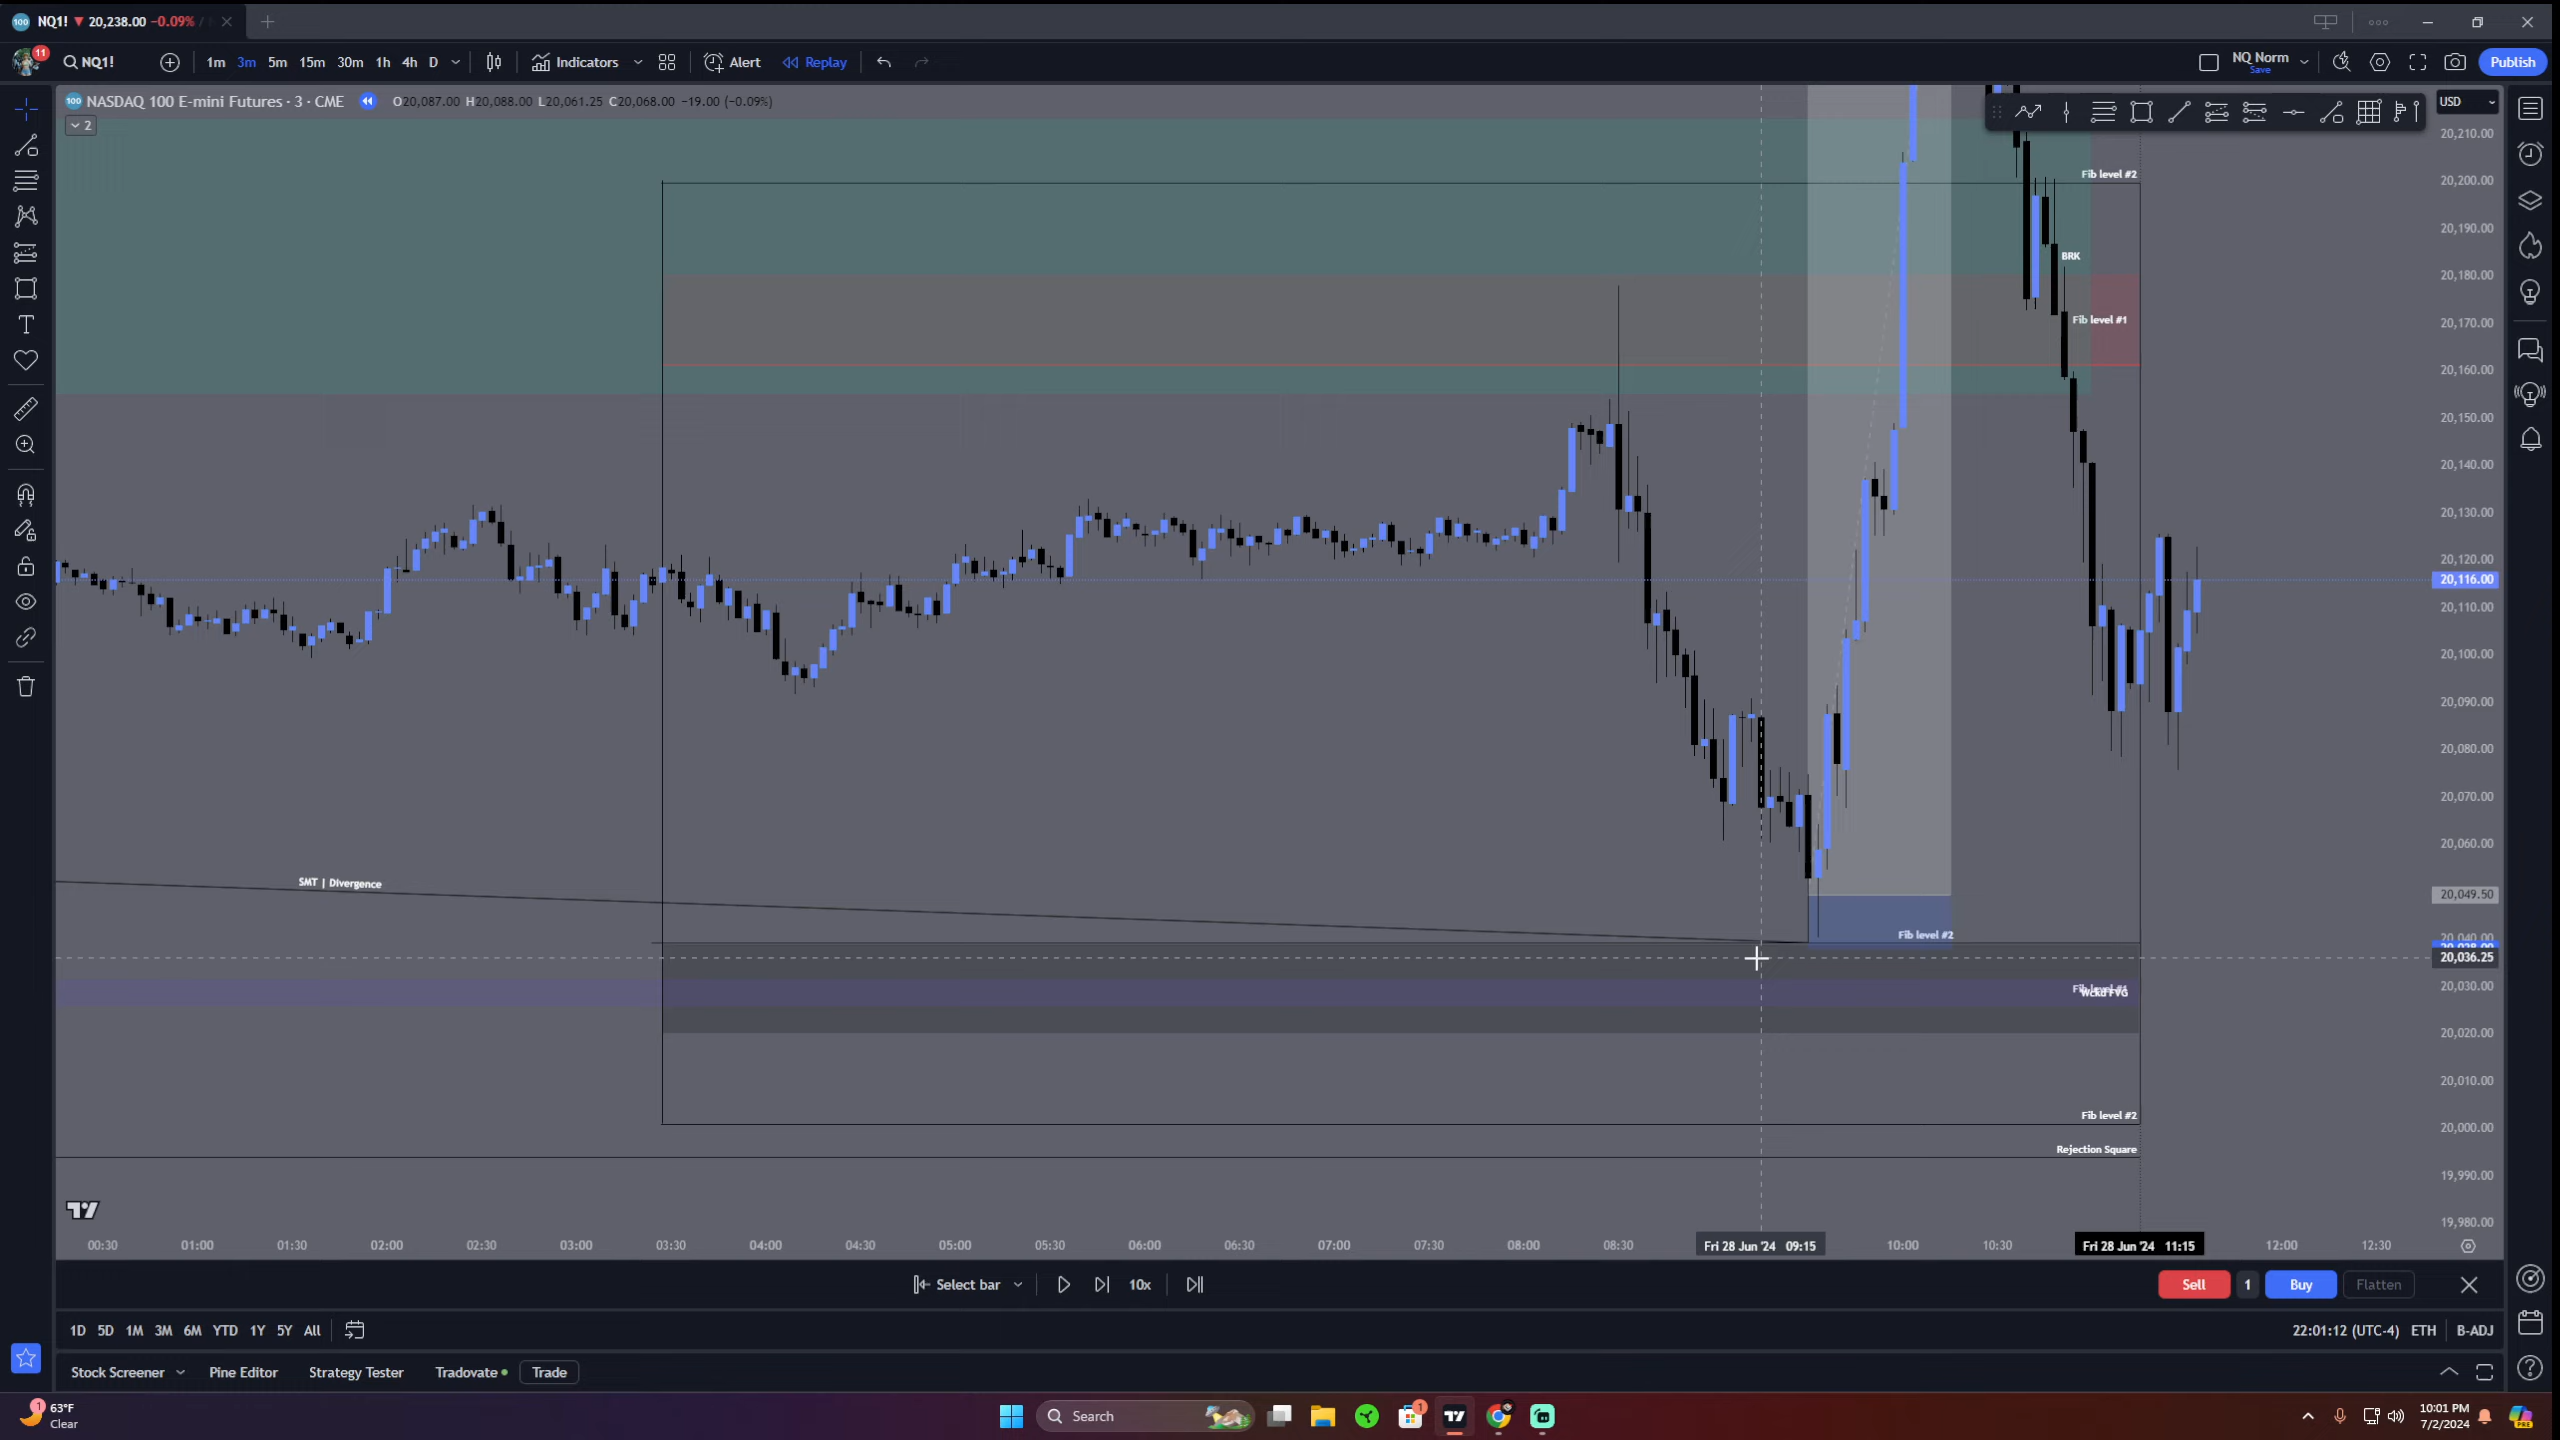 NQ1! ▼ 20,238.00 −0.09% /
11 NQ1! 1m 3m 5m 15m 30m 1h 4h D Indicators Alert Replay NQ Norm Save Publish
NASDAQ 100 E-mini Futures · 3 · CME O20,087.00 H20,088.00 L20,061.25 C20,068.00 −19.00 (−0.09%) USD
2
20,210.00
Fib level #2
20,200.00
20,190.00
BRK
20,180.00
Fib level #1
20,170.00
20,160.00
20,150.00
20,140.00
20,130.00
20,120.00
20,116.00
20,110.00
20,100.00
20,090.00
20,080.00
20,070.00
20,060.00
SMT | Divergence
20,049.50
Fib level #2
20,040.00
20,036.25
20,030.00
Wckd FVG
20,020.00
20,010.00
Fib level #2
20,000.00
Rejection Square
19,990.00
19,980.00
00:30 01:00 01:30 02:00 02:30 03:00 03:30 04:00 04:30 05:00 05:30 06:00 06:30 07:00 07:30 08:00 08:30 Fri 28 Jun '24 09:15 10:00 10:30 Fri 28 Jun '24 11:15 12:00 12:30
Select bar 10x Sell 1 Buy Flatten
1D 5D 1M 3M 6M YTD 1Y 5Y All 22:01:12 (UTC-4) ETH B-ADJ
Stock Screener Pine Editor Strategy Tester Tradovate Trade
1 63°F
Clear
Search
1
10:01 PM
7/2/2024
PRE